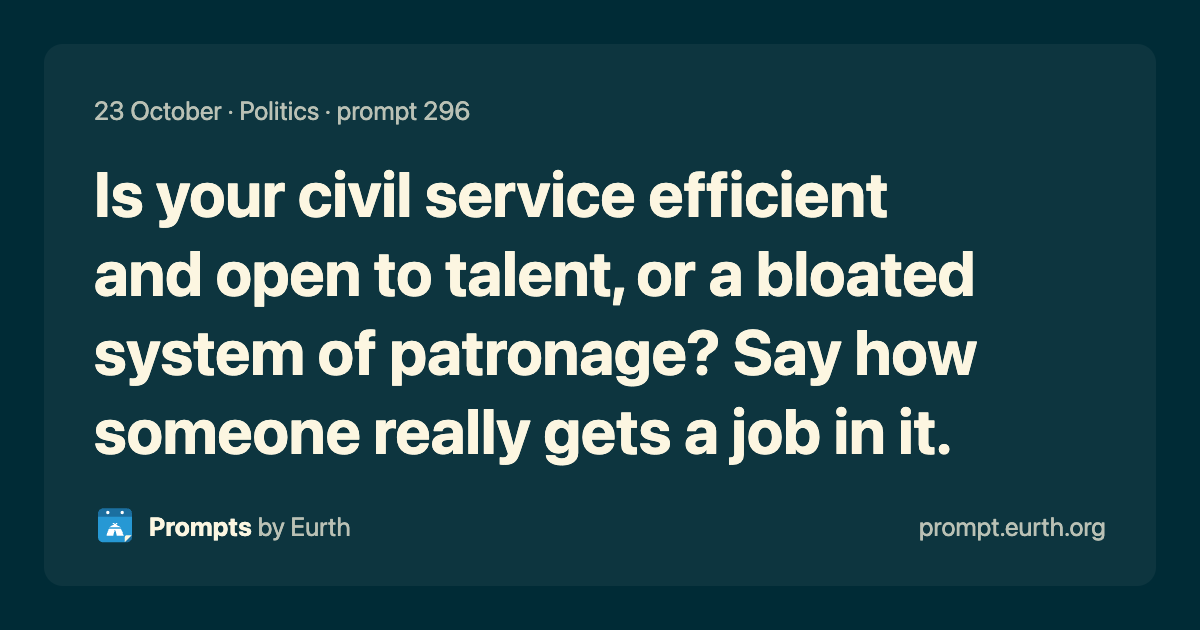 23 October · Politics · prompt 296
Is your civil service efficient
and open to talent, or a bloated
system of patronage? Say how
someone really gets a job in it.
Prompts by Eurth
prompt.eurth.org